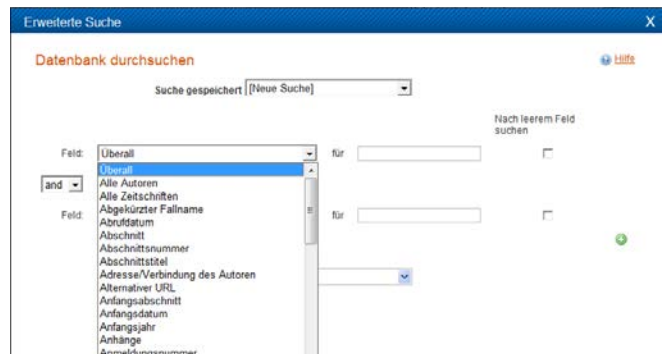 Erweiterte Suche X
Datenbank durchsuchen Hilfe
Suche gespeichert [Neue Suche]
Nach leerem Feld
suchen
Feld: Überall für
Überall
and Alle Autoren
Alle Zeitschriften
Abgekürzter Fallname
Feld: Abrufdatum für
Abschnitt
Abschnittsnummer
Abschnittstitel
Adresse/Verbindung des Autoren
Alternativer URL
Anfangsabschnitt
Anfangsdatum
Anfangsjahr
Anhänge
Anmeldungsnummer